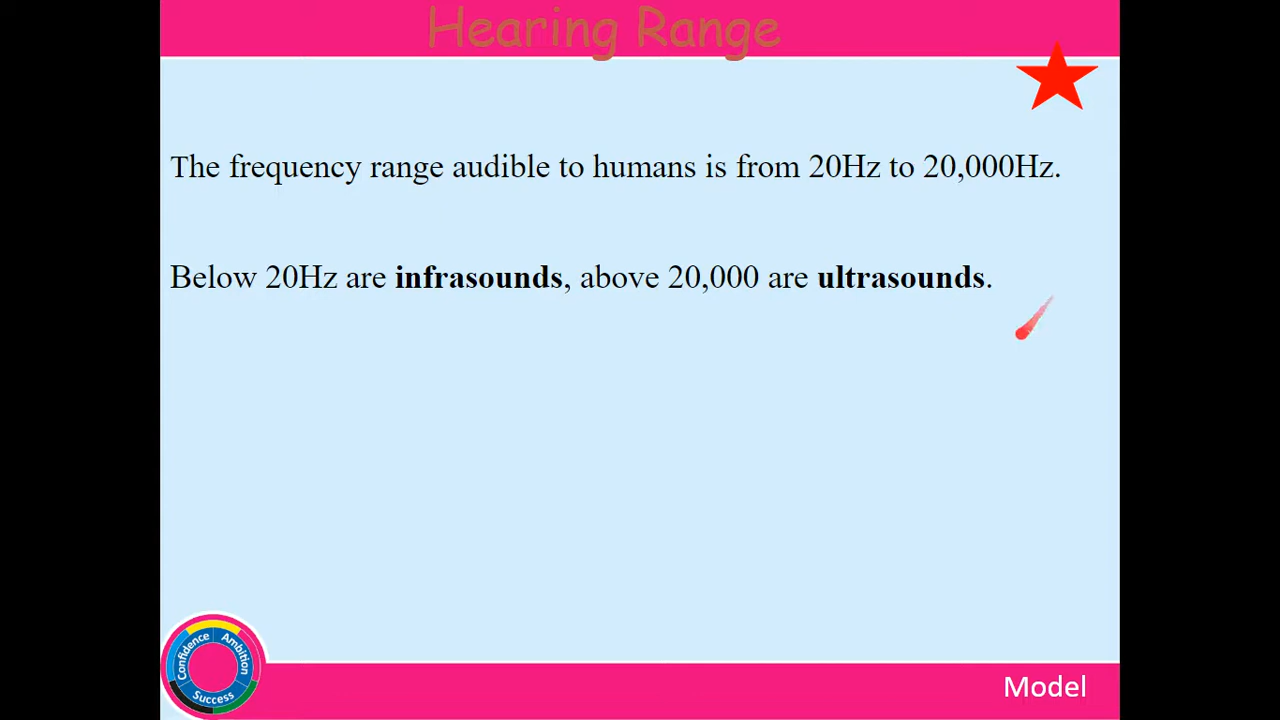 Hearing Range
The frequency range audible to humans is from 20Hz to 20,000Hz.
Below 20Hz are infrasounds, above 20,000 are ultrasounds.
Confidence
Ambition
Success
Model